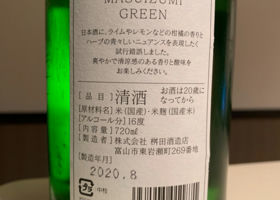 MASUIZUMI
GREEN
日本酒に、ライムやレモンなどの柑橘の香りと
ハーブの青々しいニュアンスを表現したく
試行錯誤しました。
爽やかで清涼感のある香りと酸味を
お楽しみください。
[品目]清酒 お酒は20歳に
なってから
[原材料名]米(国産)・米麹(国産米)
[アルコール分]16度
[内容量]720ml
[製造者]株式会社 桝田酒造店
富山市東岩瀬町269番地
[製造年月]
2020.8